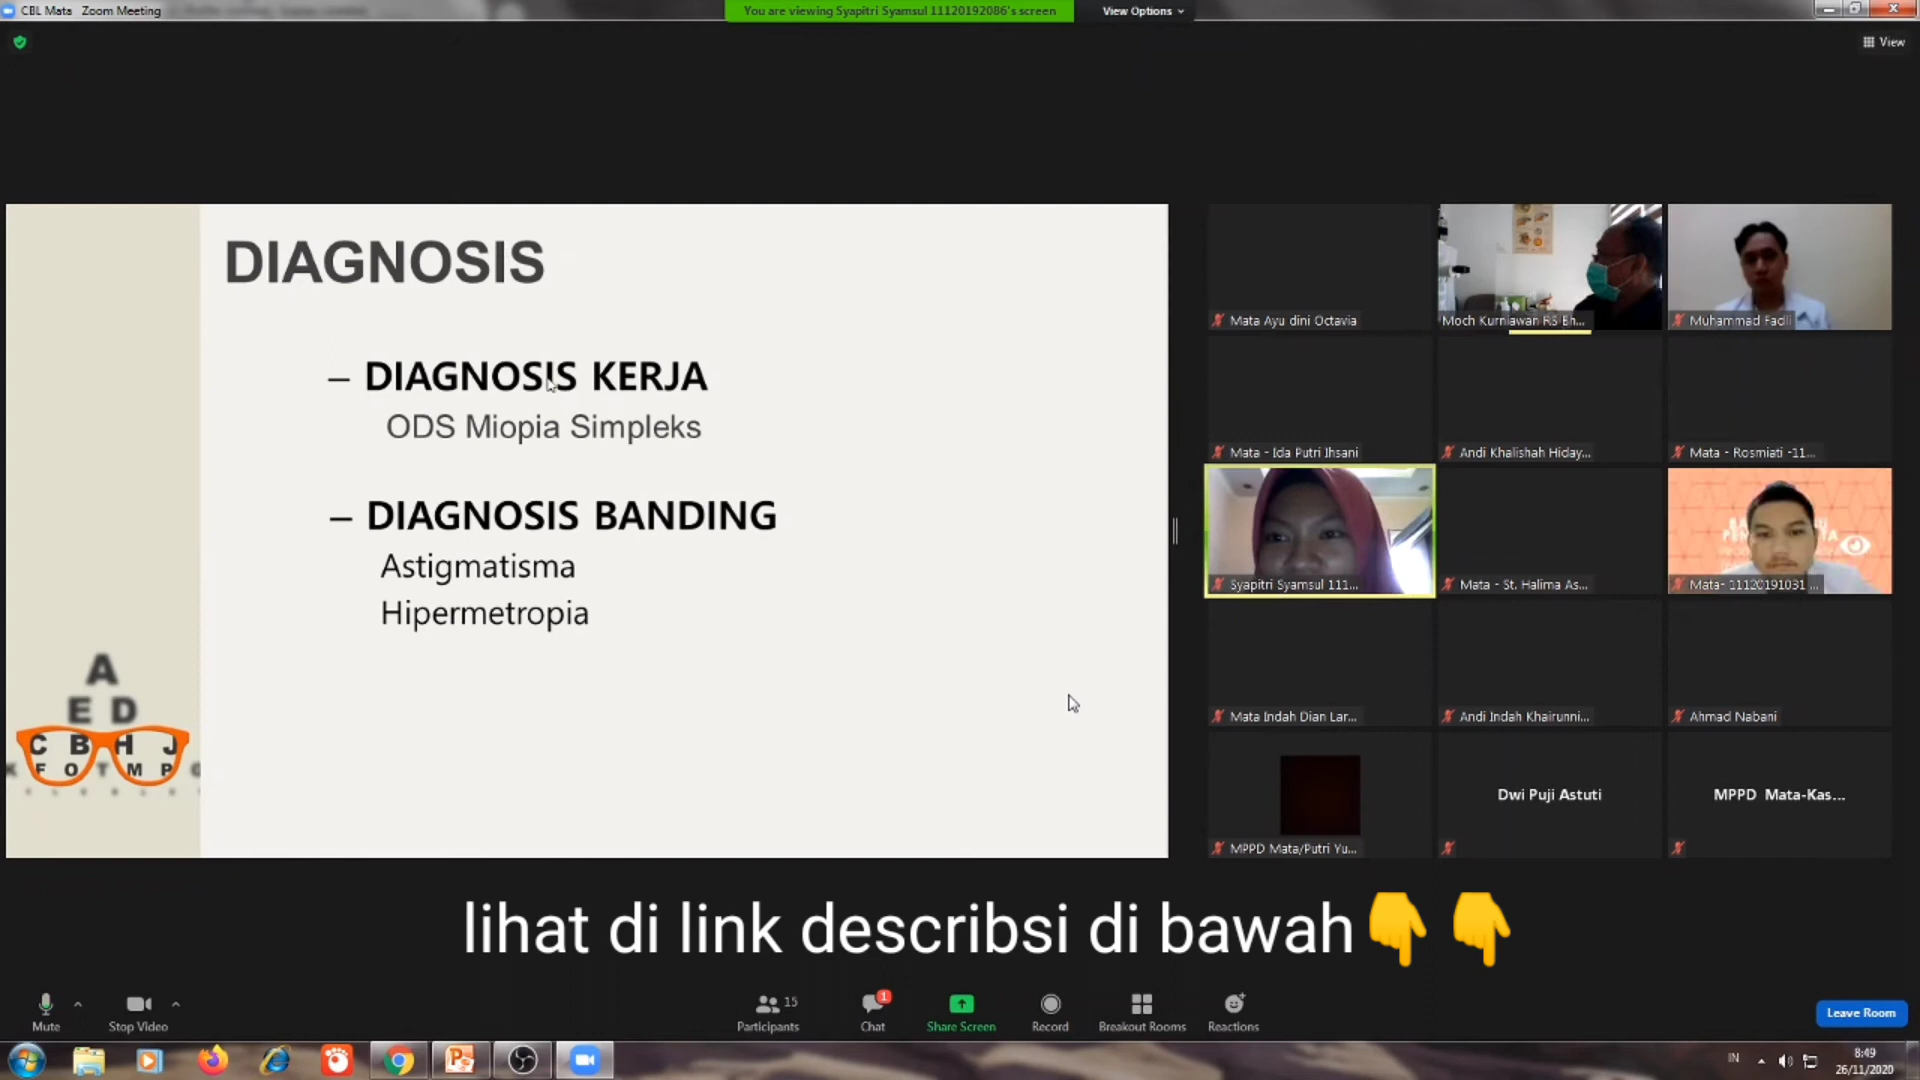 CBL Mata Zoom Meeting
You are viewing Syapitri Syamsul 11120192086's screen
View Options
View
DIAGNOSIS
– DIAGNOSIS KERJA
ODS Miopia Simpleks
– DIAGNOSIS BANDING
Astigmatisma
Hipermetropia
A
E D
C B H J
K F O T M P
Mata Ayu dini Octavia
Moch Kurniawan RS Bh...
Muhammad Fadli
Mata - Ida Putri Ihsani
Andi Khalishah Hiday...
Mata - Rosmiati -11...
Syapitri Syamsul 111...
Mata - St. Halima As...
Mata- 11120191031 ...
Mata Indah Dian Lar...
Andi Indah Khairunni...
Ahmad Nabani
MPPD Mata/Putri Yu...
Dwi Puji Astuti
MPPD Mata-Kas...
lihat di link describsi di bawah👇👇
Mute
Stop Video
15
Participants
1
Chat
Share Screen
Record
Breakout Rooms
Reactions
Leave Room
IN
8:49
26/11/2020